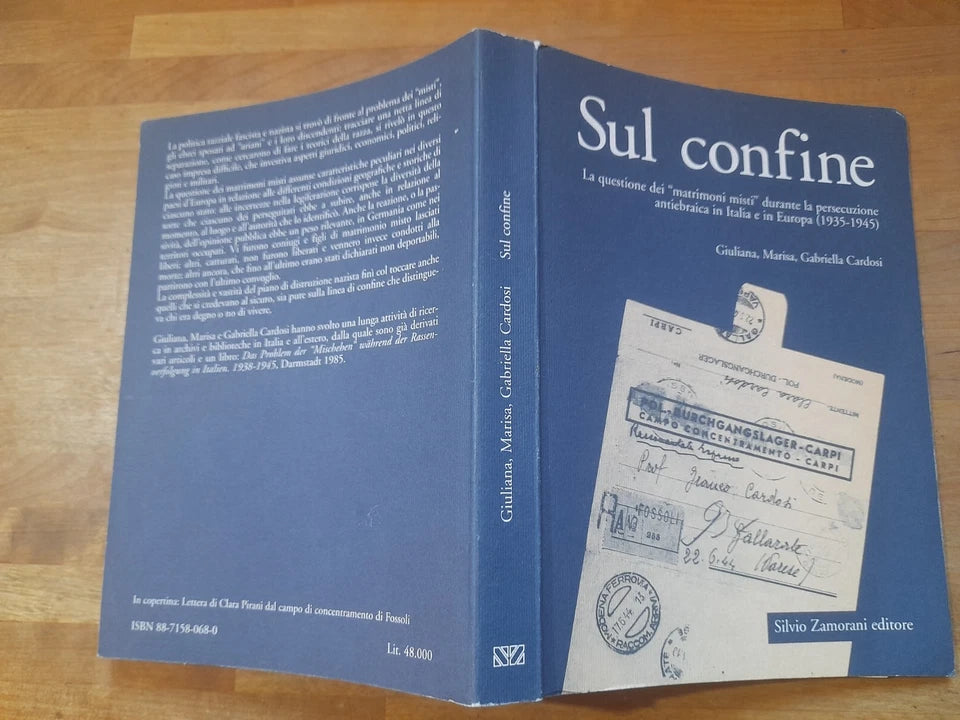 La politica razziale fascista e nazista si trovò di fronte al problema dei "misti",
gli ebrei sposati ad "ariani" e i loro discendenti: tracciare una netta linea di
separazione, come cercarono di fare i teorici della razza, si rivelò in questo
caso impresa difficile, che investiva aspetti giuridici, economici, politici, reli-
giosi e militari.
La questione dei matrimoni misti assunse caratteristiche peculiari nei diversi
paesi d'Europa in relazione alle differenti condizioni geografiche e storiche di
ciascuno stato; alle incertezze nella legislazione corrispose la diversità della
sorte che ciascuno dei perseguitati ebbe a subire, anche in relazione al
momento, al luogo e all'autorità che lo identificò. Anche la reazione, o la pas-
sività, dell'opinione pubblica ebbe un peso rilevante, in Germania come nei
territori occupati. Vi furono coniugi e figli di matrimonio misto lasciati
liberi; altri, catturati, non furono liberati e vennero invece condotti alla
morte; altri ancora, che fino all'ultimo erano stati dichiarati non deportabili,
partirono con l'ultimo convoglio.
La complessità e vastità del piano di distruzione nazista finì col toccare anche
quelli che si credevano al sicuro, sia pure sulla linea di confine che distingue-
va chi era degno o no di vivere.
Giuliana, Marisa e Gabriella Cardosi hanno svolto una lunga attività di ricer-
ca in archivi e biblioteche in Italia e all'estero, dalla quale sono già derivati
vari articoli e un libro: Das Problem der "Mischehen" während der Rassen-
verfolgung in Italien, 1938-1945, Darmstadt 1985.
In copertina: Lettera di Clara Pirani dal campo di concentramento di Fossoli
ISBN 88-7158-068-0
Lit. 48.000
Giuliana, Marisa, Gabriella Cardosi Sul confine
SZ
Sul confine
La questione dei "matrimoni misti" durante la persecuzione
antiebraica in Italia e in Europa (1935-1945)
Giuliana, Marisa, Gabriella Cardosi
CARPI
POL.-DURCHGANGSLAGER
MITTENTE. Clara Cardosi
POL.-DURCHGANGSLAGER-CARPI
CAMPO CONCENTRAMENTO - CARPI
Prof Franco Cardosi
FOSSOLI
Gallarate
22.6.44 (Varese)
MODENA FERROVIA
17.6.44 13
Silvio Zamorani editore